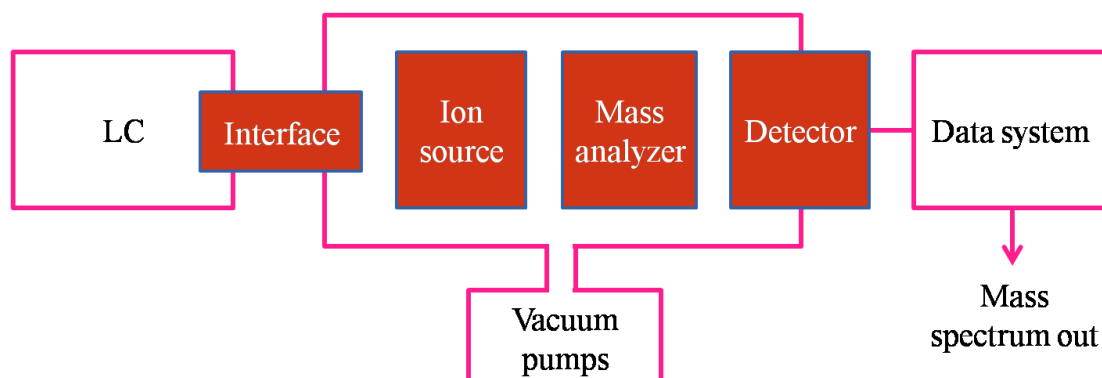 LC
Interface
Ion
source
Mass
analyzer
Detector
Data system
Vacuum
pumps
Mass
spectrum out